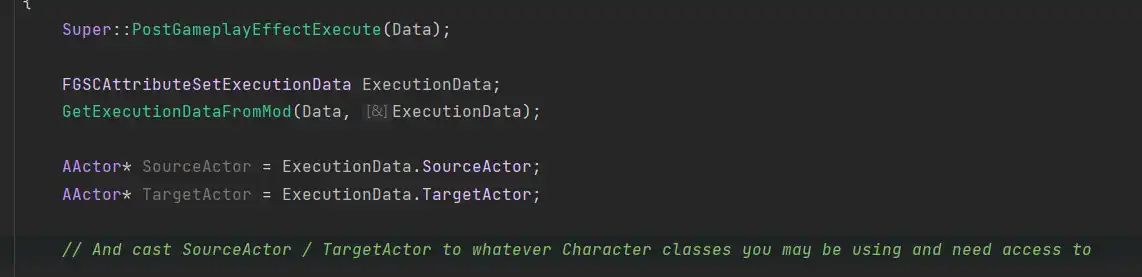 {
Super::PostGameplayEffectExecute(Data);
FGSCAttributeSetExecutionData ExecutionData;
GetExecutionDataFromMod(Data, [&]ExecutionData);
AActor* SourceActor = ExecutionData.SourceActor;
AActor* TargetActor = ExecutionData.TargetActor;
// And cast SourceActor / TargetActor to whatever Character classes you may be using and need access to